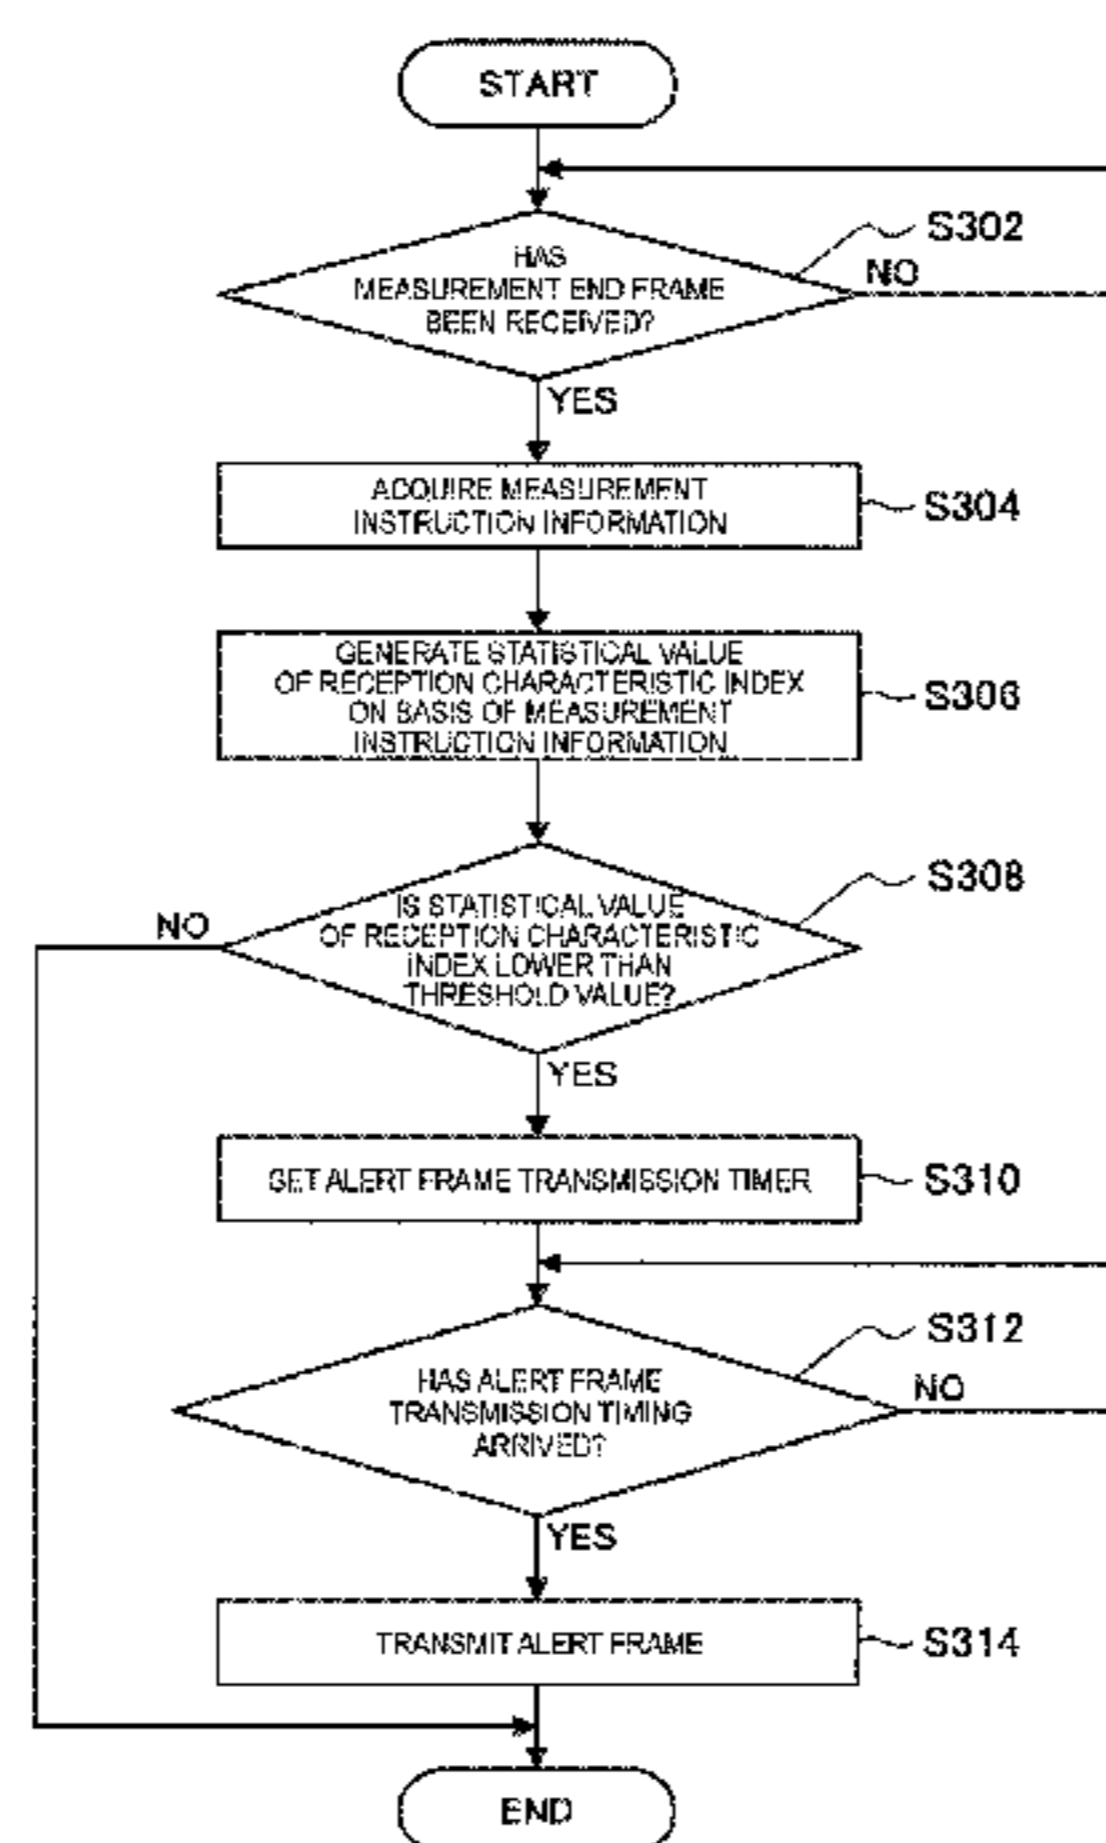 START
S302
HAS
MEASUREMENT END FRAME
BEEN RECEIVED?
NO
YES
ACQUIRE MEASUREMENT
INSTRUCTION INFORMATION
S304
GENERATE STATISTICAL VALUE
OF RECEPTION CHARACTERISTIC INDEX
ON BASIS OF MEASUREMENT
INSTRUCTION INFORMATION
S306
S308
IS STATISTICAL VALUE
OF RECEPTION CHARACTERISTIC
INDEX LOWER THAN
THRESHOLD VALUE?
NO
YES
GET ALERT FRAME TRANSMISSION TIMER
S310
S312
HAS ALERT FRAME
TRANSMISSION TIMING
ARRIVED?
NO
YES
TRANSMIT ALERT FRAME
S314
END